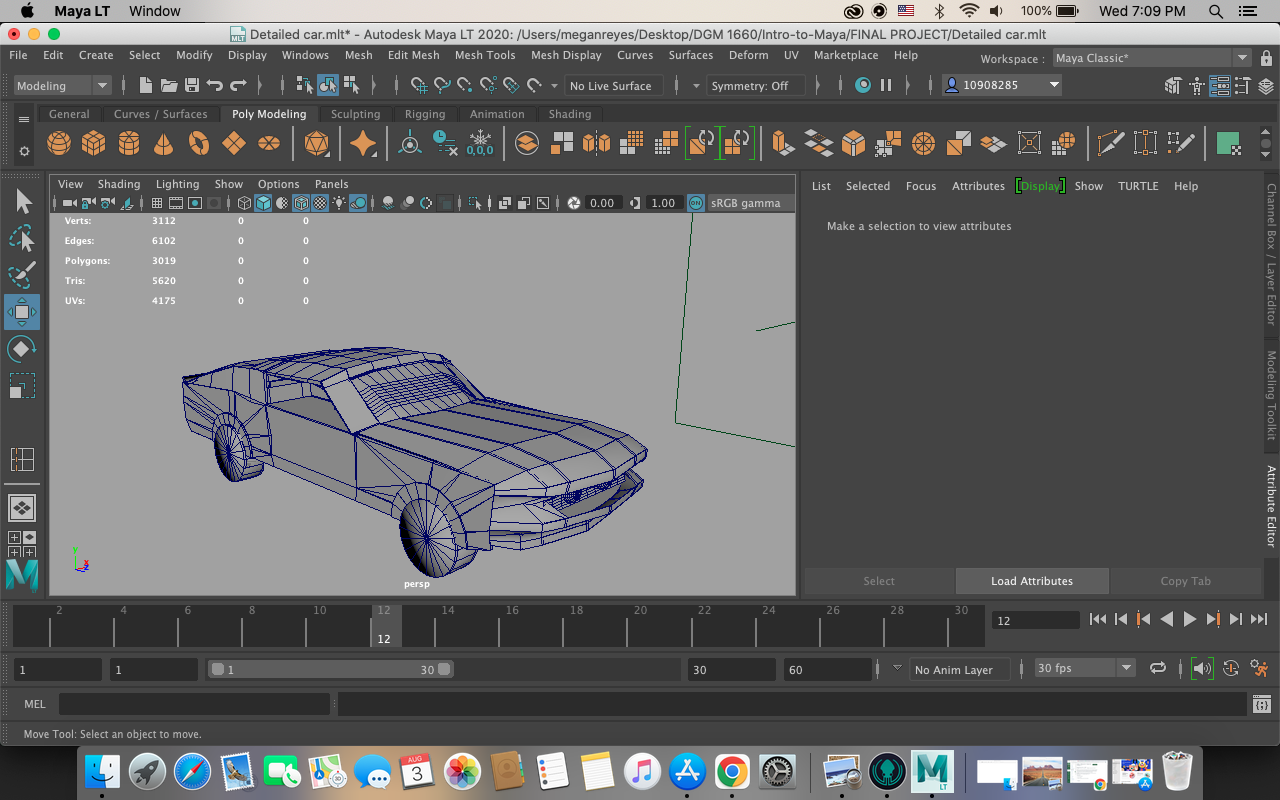 Maya LT Window 100% Wed 7:09 PM
Detailed car.mlt* - Autodesk Maya LT 2020: /Users/meganreyes/Desktop/DGM 1660/Intro-to-Maya/FINAL PROJECT/Detailed car.mlt
File Edit Create Select Modify Display Windows Mesh Edit Mesh Mesh Tools Mesh Display Curves Surfaces Deform UV Marketplace Help Workspace : Maya Classic*
Modeling No Live Surface Symmetry: Off 10908285
General Curves / Surfaces Poly Modeling Sculpting Rigging Animation Shading
0,0,0
View Shading Lighting Show Options Panels
0.00 1.00 ON sRGB gamma
List Selected Focus Attributes [Display] Show TURTLE Help
Make a selection to view attributes
Verts: 3112 0 0
Edges: 6102 0 0
Polygons: 3019 0 0
Tris: 5620 0 0
UVs: 4175 0 0
persp
Channel Box / Layer Editor
Modeling Toolkit
Attribute Editor
Select Load Attributes Copy Tab
2 4 6 8 10 12 14 16 18 20 22 24 26 28 30
12 12
1 1 1 30 30 60 No Anim Layer 30 fps
MEL
Move Tool: Select an object to move.
AUG
3
LT